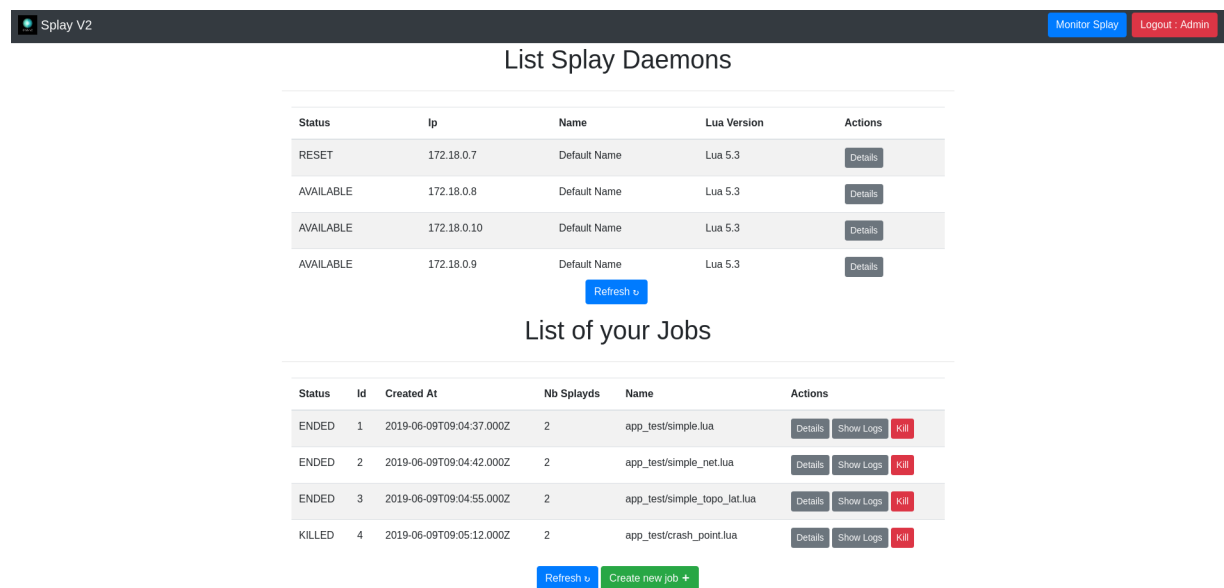 Splay V2 Monitor Splay Logout : Admin
List Splay Daemons
Status Ip Name Lua Version Actions
RESET 172.18.0.7 Default Name Lua 5.3 Details
AVAILABLE 172.18.0.8 Default Name Lua 5.3 Details
AVAILABLE 172.18.0.10 Default Name Lua 5.3 Details
AVAILABLE 172.18.0.9 Default Name Lua 5.3 Details
Refresh ↻
List of your Jobs
Status Id Created At Nb Splayds Name Actions
ENDED 1 2019-06-09T09:04:37.000Z 2 app_test/simple.lua Details Show Logs Kill
ENDED 2 2019-06-09T09:04:42.000Z 2 app_test/simple_net.lua Details Show Logs Kill
ENDED 3 2019-06-09T09:04:55.000Z 2 app_test/simple_topo_lat.lua Details Show Logs Kill
KILLED 4 2019-06-09T09:05:12.000Z 2 app_test/crash_point.lua Details Show Logs Kill
Refresh ↻ Create new job +